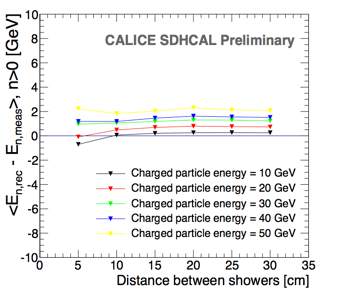 <E_n,rec - E_n,meas>, n>0 [GeV]
10
8
6
4
2
0
-2
-4
-6
-8
-10
CALICE SDHCAL Preliminary
Charged particle energy = 10 GeV
Charged particle energy = 20 GeV
Charged particle energy = 30 GeV
Charged particle energy = 40 GeV
Charged particle energy = 50 GeV
0 5 10 15 20 25 30 35
Distance between showers [cm]